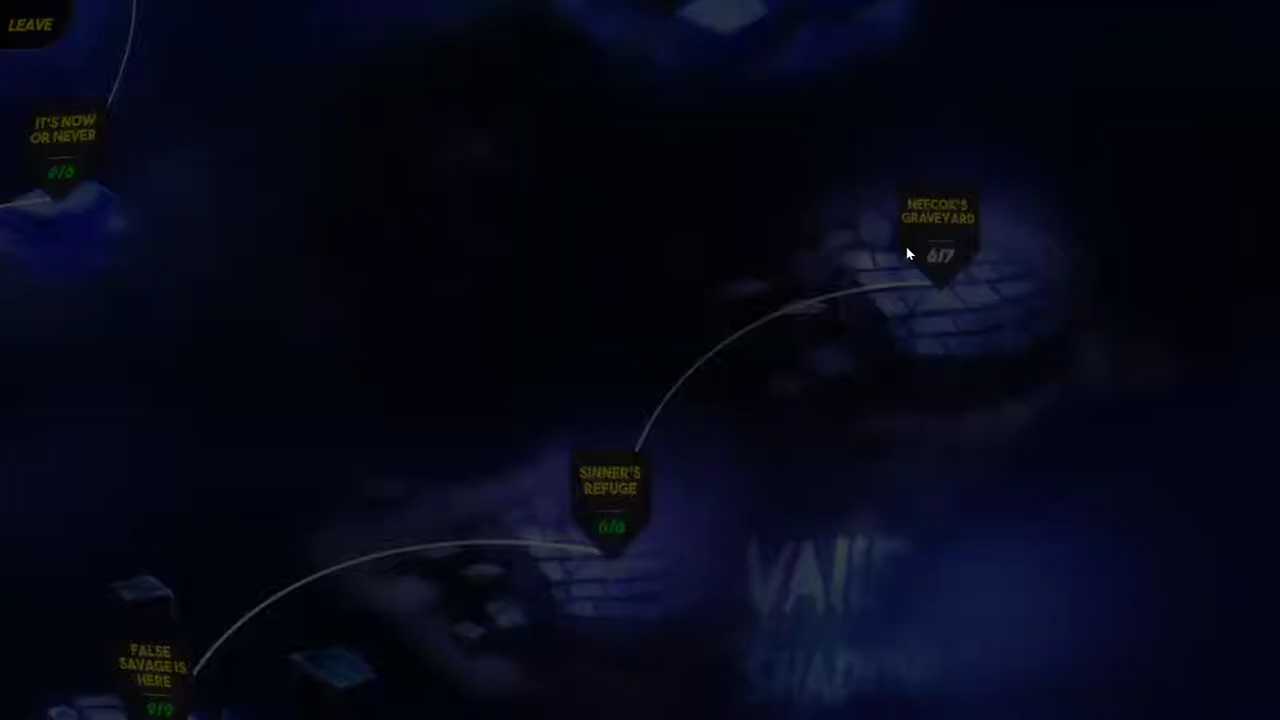 LEAVE
IT'S NOW
OR NEVER
6/6
NEFCOK'S
GRAVEYARD
6/7
SINNER'S
REFUGE
6/6
FALSE
SAVAGE IS
HERE
9/9